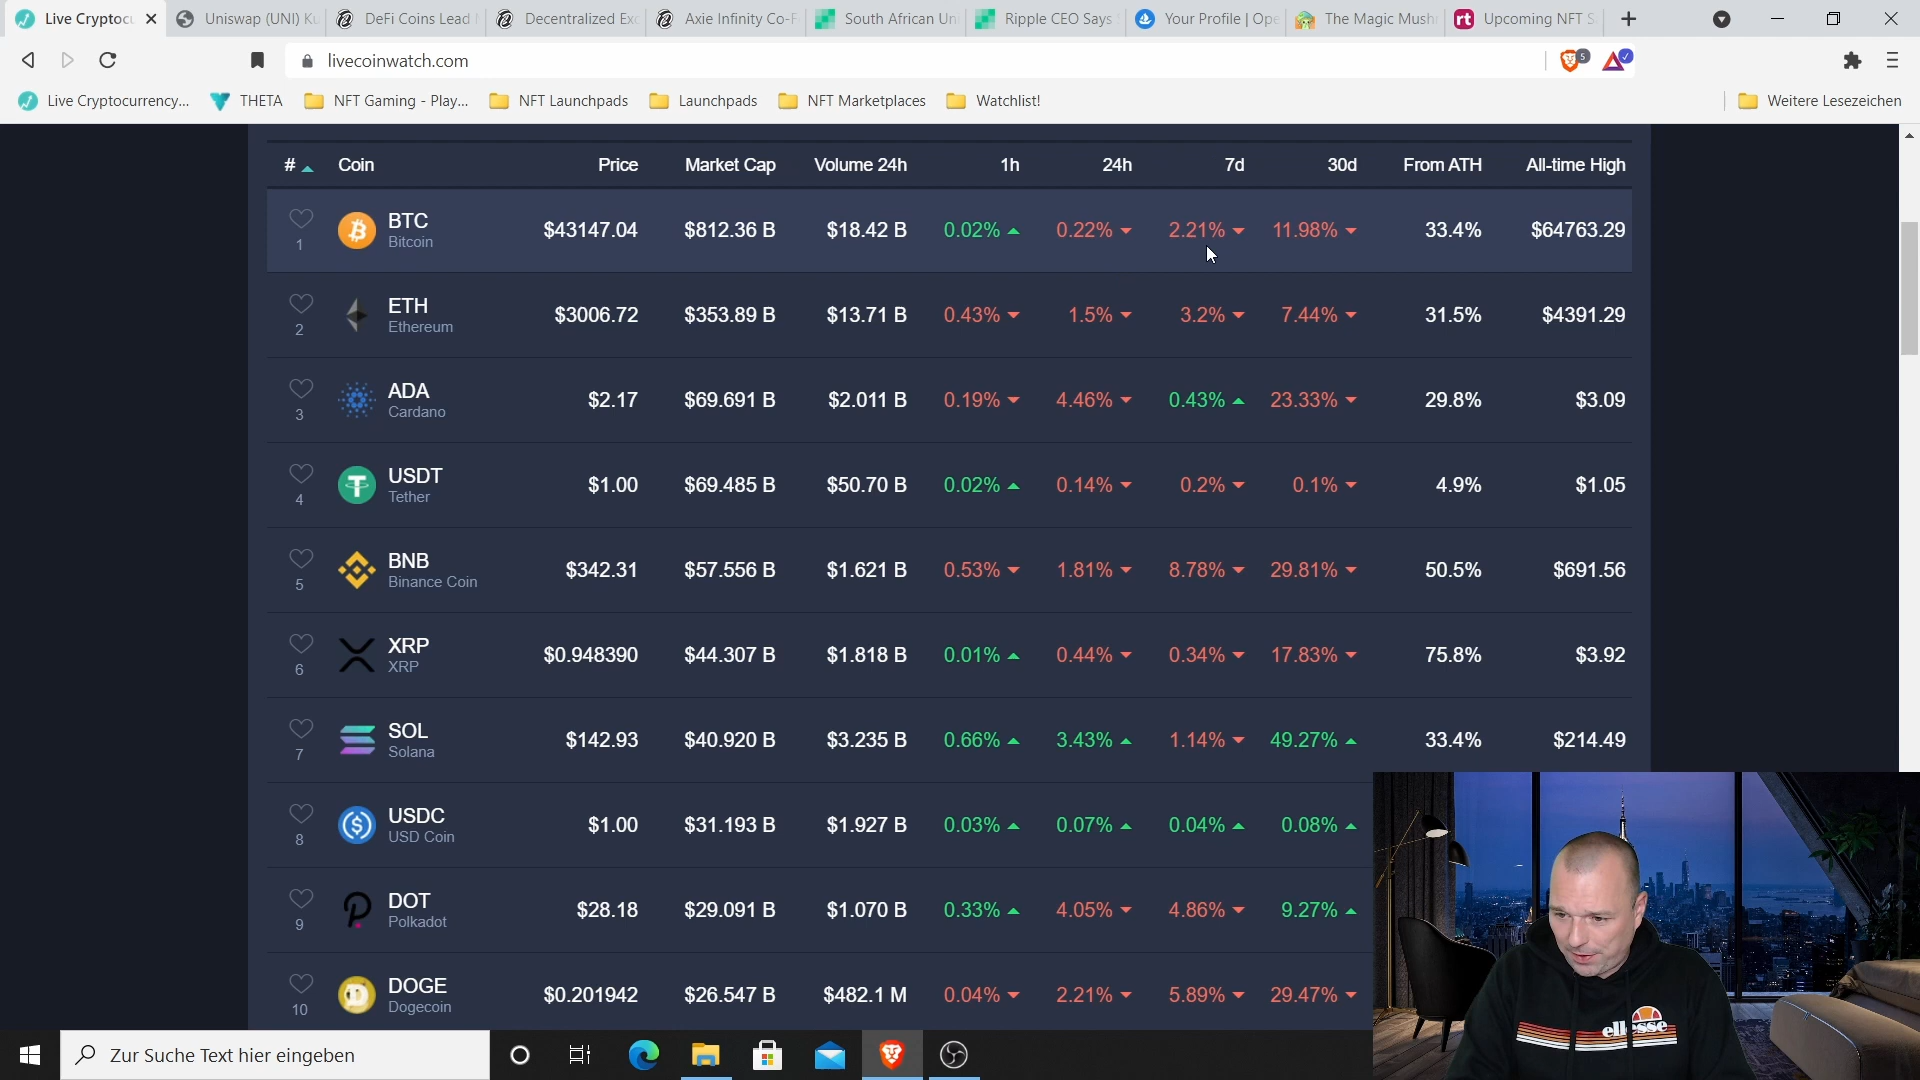 Live Cryptocu
Uniswap (UNI) Ku
DeFi Coins Lead
Decentralized Exc
Axie Infinity Co-F
South African Un
Ripple CEO Says
Your Profile | Ope
The Magic Mushr
rt Upcoming NFT S
livecoinwatch.com
5
Live Cryptocurrency...
THETA
NFT Gaming - Play...
NFT Launchpads
Launchpads
NFT Marketplaces
Watchlist!
Weitere Lesezeichen
# Coin Price Market Cap Volume 24h 1h 24h 7d 30d From ATH All-time High
1 BTC Bitcoin $43147.04 $812.36 B $18.42 B 0.02% 0.22% 2.21% 11.98% 33.4% $64763.29
2 ETH Ethereum $3006.72 $353.89 B $13.71 B 0.43% 1.5% 3.2% 7.44% 31.5% $4391.29
3 ADA Cardano $2.17 $69.691 B $2.011 B 0.19% 4.46% 0.43% 23.33% 29.8% $3.09
4 USDT Tether $1.00 $69.485 B $50.70 B 0.02% 0.14% 0.2% 0.1% 4.9% $1.05
5 BNB Binance Coin $342.31 $57.556 B $1.621 B 0.53% 1.81% 8.78% 29.81% 50.5% $691.56
6 XRP XRP $0.948390 $44.307 B $1.818 B 0.01% 0.44% 0.34% 17.83% 75.8% $3.92
7 SOL Solana $142.93 $40.920 B $3.235 B 0.66% 3.43% 1.14% 49.27% 33.4% $214.49
8 USDC USD Coin $1.00 $31.193 B $1.927 B 0.03% 0.07% 0.04% 0.08%
9 DOT Polkadot $28.18 $29.091 B $1.070 B 0.33% 4.05% 4.86% 9.27%
10 DOGE Dogecoin $0.201942 $26.547 B $482.1 M 0.04% 2.21% 5.89% 29.47%
ellesse
Zur Suche Text hier eingeben